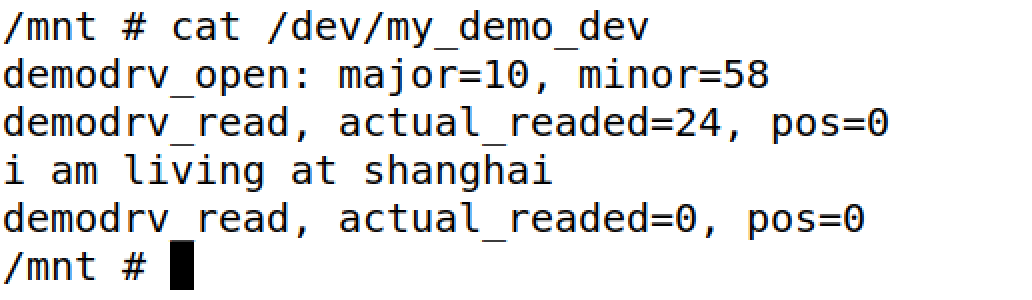 /mnt # cat /dev/my_demo_dev
demodrv_open: major=10, minor=58
demodrv_read, actual_readed=24, pos=0
i am living at shanghai
demodrv_read, actual_readed=0, pos=0
/mnt #